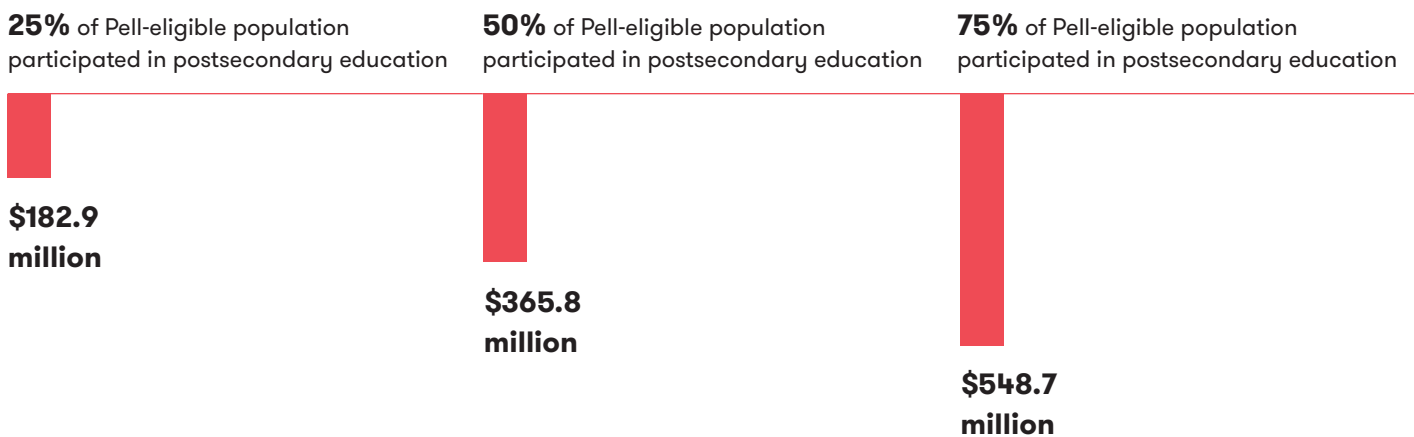 25% of Pell-eligible population
participated in postsecondary education
$182.9
million
50% of Pell-eligible population
participated in postsecondary education
$365.8
million
75% of Pell-eligible population
participated in postsecondary education
$548.7
million